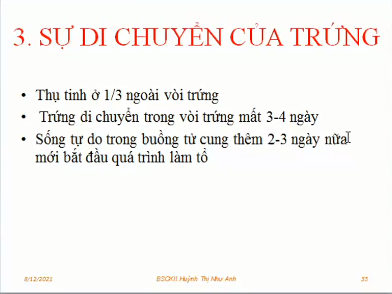 3. SỰ DI CHUYỂN CỦA TRỨNG
• Thụ tinh ở 1/3 ngoài vòi trứng
• Trứng di chuyển trong vòi trứng mất 3-4 ngày
• Sống tự do trong buồng tử cung thêm 2-3 ngày nữa
mới bắt đầu quá trình làm tổ
8/12/2021 BSCKII.Huỳnh Thị Như Anh 35